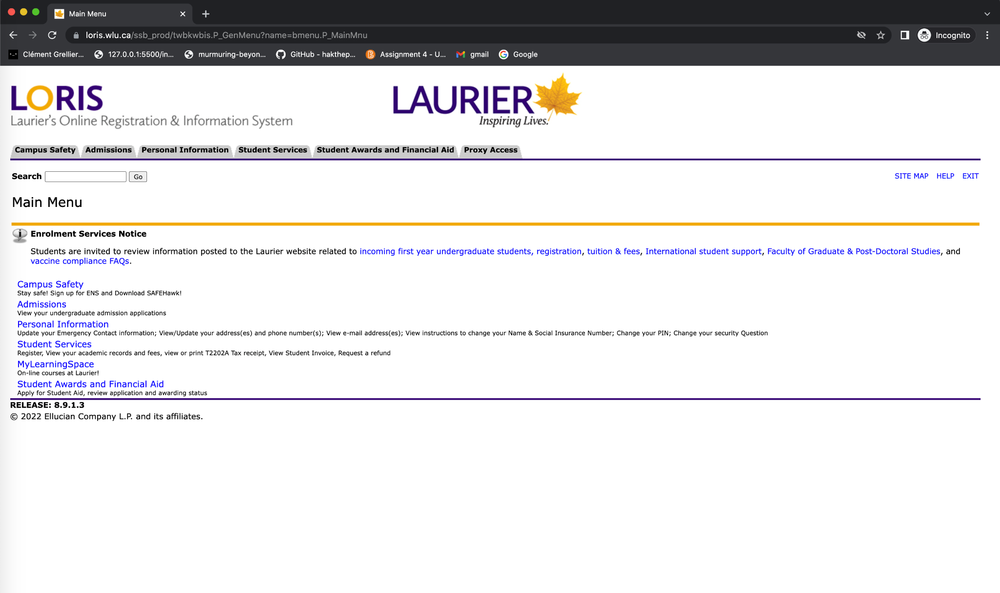 Main Menu
loris.wlu.ca/ssb_prod/twbkwbis.P_GenMenu?name=bmenu.P_MainMnu
Incognito
Clément Grellier...
127.0.0.1:5500/in...
murmuring-beyon...
GitHub - hakthep...
Assignment 4 - U...
gmail
Google
LORIS
Laurier's Online Registration & Information System
LAURIER
Inspiring Lives.
Campus Safety
Admissions
Personal Information
Student Services
Student Awards and Financial Aid
Proxy Access
Search
Go
SITE MAP
HELP
EXIT
Main Menu
Enrolment Services Notice
Students are invited to review information posted to the Laurier website related to incoming first year undergraduate students, registration, tuition & fees, International student support, Faculty of Graduate & Post-Doctoral Studies, and
vaccine compliance FAQs.
Campus Safety
Stay safe! Sign up for ENS and Download SAFEHawk!
Admissions
View your undergraduate admission applications
Personal Information
Update your Emergency Contact information; View/Update your address(es) and phone number(s); View e-mail address(es); View instructions to change your Name & Social Insurance Number; Change your PIN; Change your security Question
Student Services
Register, View your academic records and fees, view or print T2202A Tax receipt, View Student Invoice, Request a refund
MyLearningSpace
On-line courses at Laurier!
Student Awards and Financial Aid
Apply for Student Aid, review application and awarding status
RELEASE: 8.9.1.3
© 2022 Ellucian Company L.P. and its affiliates.